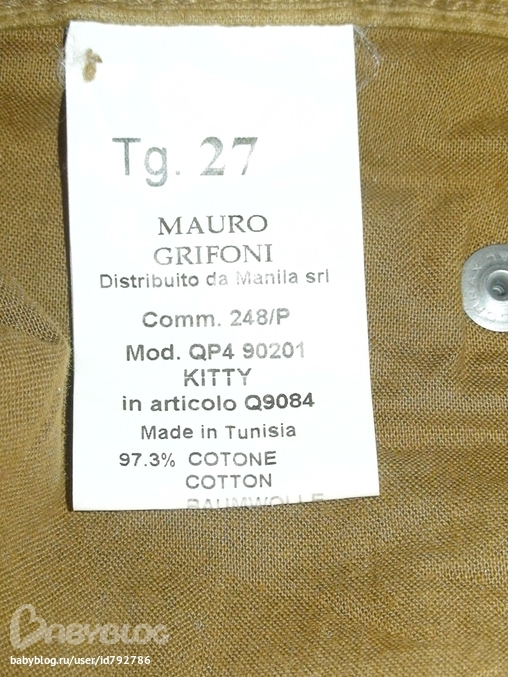 Tg. 27
MAURO
GRIFONI
Distribuito da Manila srl
Comm. 248/P
Mod. QP4 90201
KITTY
in articolo Q9084
Made in Tunisia
97.3% COTONE
COTTON
BAUMWOLLE
BABYBLOG
babyblog.ru/user/id792786